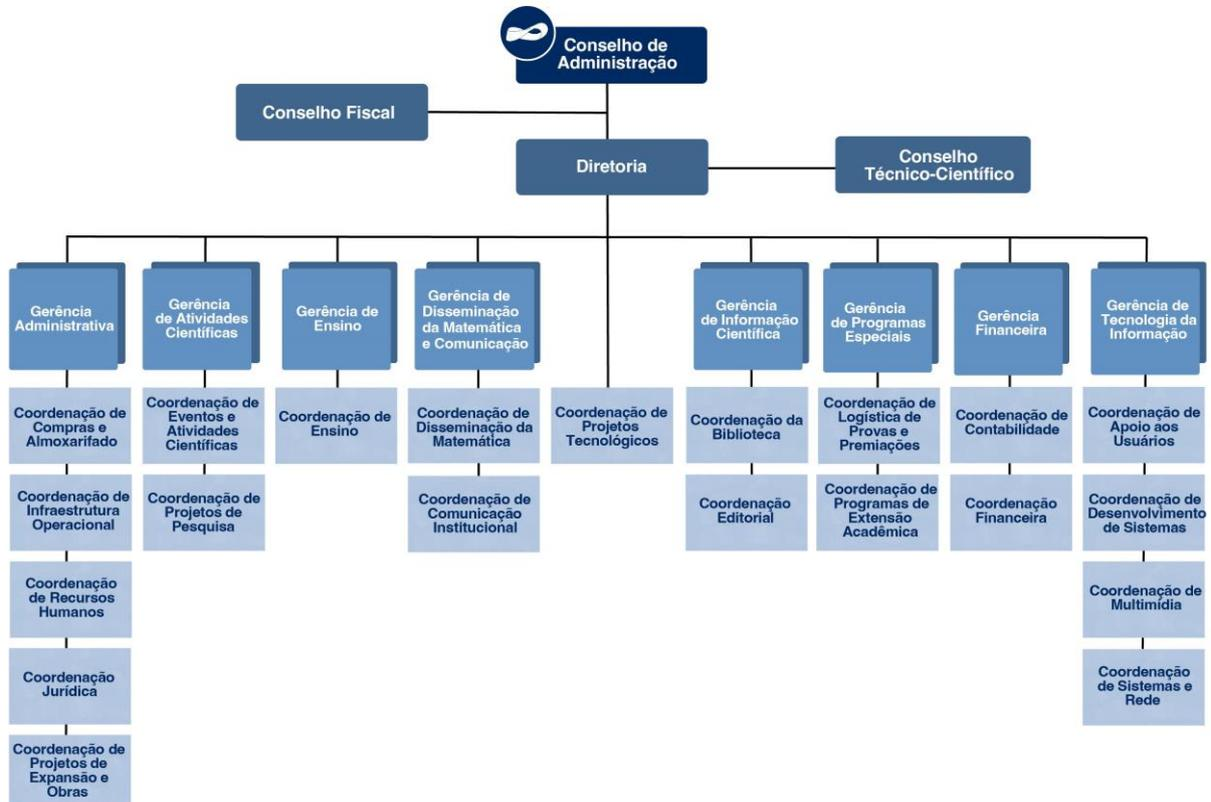 Conselho de
Administração
Conselho Fiscal
Diretoria
Conselho
Técnico-Científico
Gerência
Administrativa
Gerência
de Atividades
Científicas
Gerência de
Ensino
Gerência de
Disseminação
da Matemática
e Comunicação
Gerência
de Informação
Científica
Gerência
de Programas
Especiais
Gerência
Financeira
Gerência de
Tecnologia da
Informação
Coordenação de
Compras e
Almoxarifado
Coordenação de
Eventos e
Atividades
Científicas
Coordenação de
Ensino
Coordenação de
Disseminação da
Matemática
Coordenação de
Projetos
Tecnológicos
Coordenação da
Biblioteca
Coordenação de
Logística de
Provas e
Premiações
Coordenação de
Contabilidade
Coordenação de
Apoio aos
Usuários
Coordenação de
Infraestrutura
Operacional
Coordenação de
Projetos de
Pesquisa
Coordenação de
Comunicação
Institucional
Coordenação
Editorial
Coordenação de
Programas de
Extensão
Acadêmica
Coordenação
Financeira
Coordenação de
Desenvolvimento
de Sistemas
Coordenação
de Recursos
Humanos
Coordenação de
Multimídia
Coordenação
Jurídica
Coordenação
de Sistemas e
Rede
Coordenação de
Projetos de
Expansão e
Obras